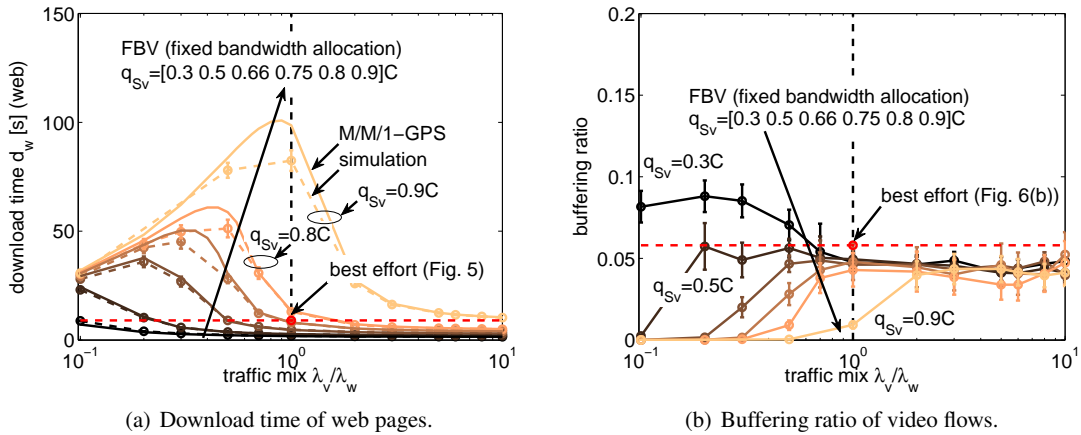 150
100
50
0
download time d_w [s] (web)
FBV (fixed bandwidth allocation)
q_Sv=[0.3 0.5 0.66 0.75 0.8 0.9]C
M/M/1−GPS
simulation
q_Sv=0.9C
q_Sv=0.8C
best effort (Fig. 5)
10^−1
10^0
10^1
traffic mix λ_v/λ_w
(a) Download time of web pages.
0.2
0.15
0.1
0.05
0
buffering ratio
FBV (fixed bandwidth allocation)
q_Sv=[0.3 0.5 0.66 0.75 0.8 0.9]C
q_Sv=0.3C
best effort (Fig. 6(b))
q_Sv=0.5C
q_Sv=0.9C
10^−1
10^0
10^1
traffic mix λ_v/λ_w
(b) Buffering ratio of video flows.